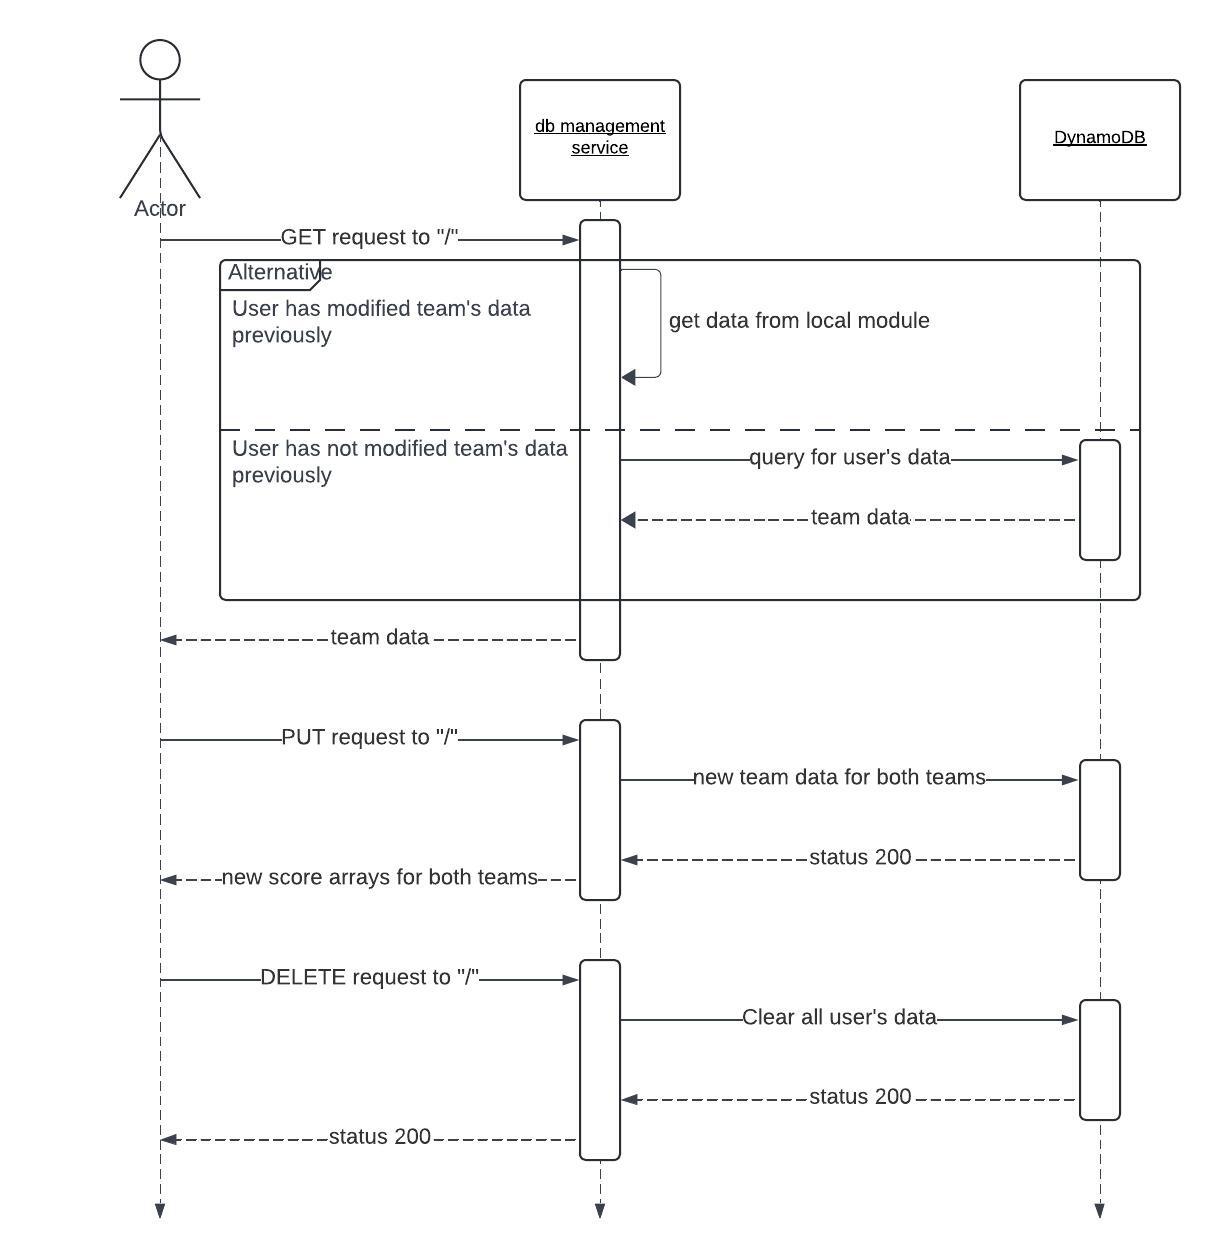 db management
service
DynamoDB
Actor
GET request to "/"
Alternative
User has modified team's data
previously
get data from local module
User has not modified team's data
previously
query for user's data
team data
team data
PUT request to "/"
new team data for both teams
status 200
new score arrays for both teams
DELETE request to "/"
Clear all user's data
status 200
status 200